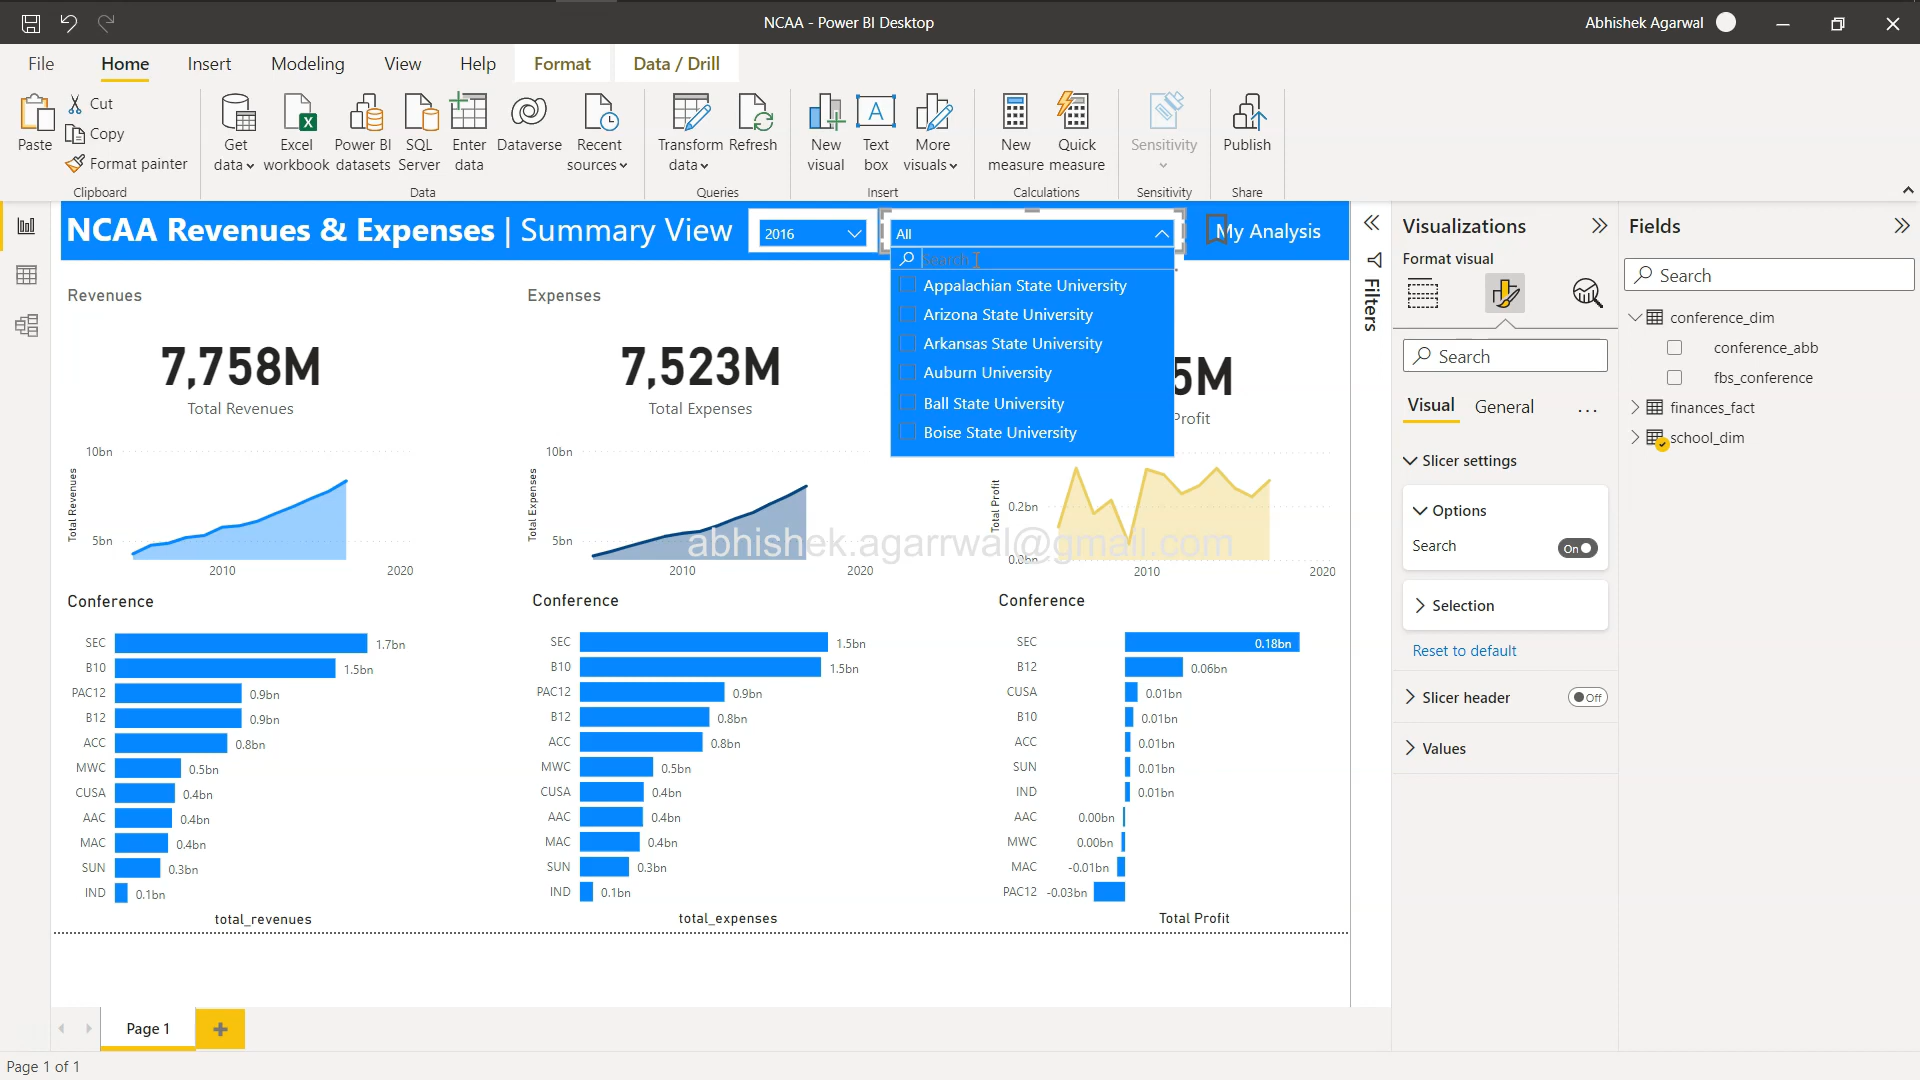 NCAA - Power BI Desktop
Abhishek Agarwal
File Home Insert Modeling View Help Format Data / Drill
Paste
Cut
Copy
Format painter
Clipboard
Get data
Excel workbook
Power BI datasets
SQL Server
Enter data
Dataverse
Recent sources
Data
Transform data
Refresh
Queries
New visual
Text box
More visuals
Insert
New measure
Quick measure
Calculations
Sensitivity
Sensitivity
Publish
Share
NCAA Revenues & Expenses | Summary View
2016
All
My Analysis
Search
Appalachian State University
Arizona State University
Arkansas State University
Auburn University
Ball State University
Boise State University
Revenues
7,758M
Total Revenues
Total Revenues
10bn
5bn
2010 2020
Expenses
7,523M
Total Expenses
Total Expenses
10bn
5bn
2010 2020
5M
Profit
Total Profit
0.2bn
0.0bn
2010 2020
abhishek.agarrwal@gmail.com
Conference
SEC 1.7bn
B10 1.5bn
PAC12 0.9bn
B12 0.9bn
ACC 0.8bn
MWC 0.5bn
CUSA 0.4bn
AAC 0.4bn
MAC 0.4bn
SUN 0.3bn
IND 0.1bn
total_revenues
Conference
SEC 1.5bn
B10 1.5bn
PAC12 0.9bn
B12 0.8bn
ACC 0.8bn
MWC 0.5bn
CUSA 0.4bn
AAC 0.4bn
MAC 0.4bn
SUN 0.3bn
IND 0.1bn
total_expenses
Conference
SEC 0.18bn
B12 0.06bn
CUSA 0.01bn
B10 0.01bn
ACC 0.01bn
SUN 0.01bn
IND 0.01bn
AAC 0.00bn
MWC 0.00bn
MAC -0.01bn
PAC12 -0.03bn
Total Profit
Filters
Visualizations
Format visual
Search
Visual General ...
Slicer settings
Options
Search On
Selection
Reset to default
Slicer header Off
Values
Fields
Search
conference_dim
conference_abb
fbs_conference
finances_fact
school_dim
Page 1
Page 1 of 1